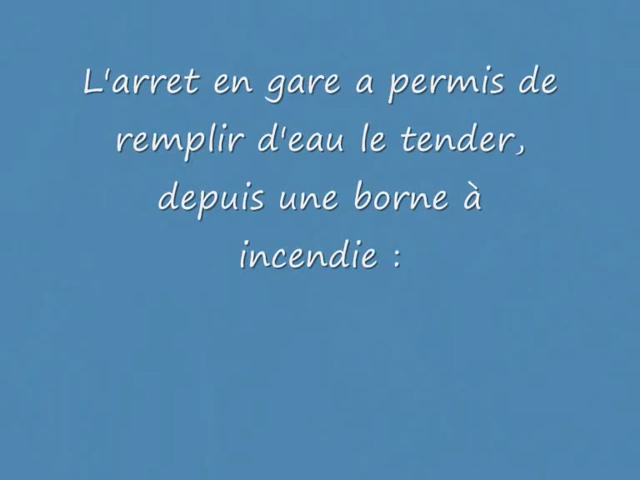 L'arret en gare a permis de
remplir d'eau le tender,
depuis une borne à
incendie :